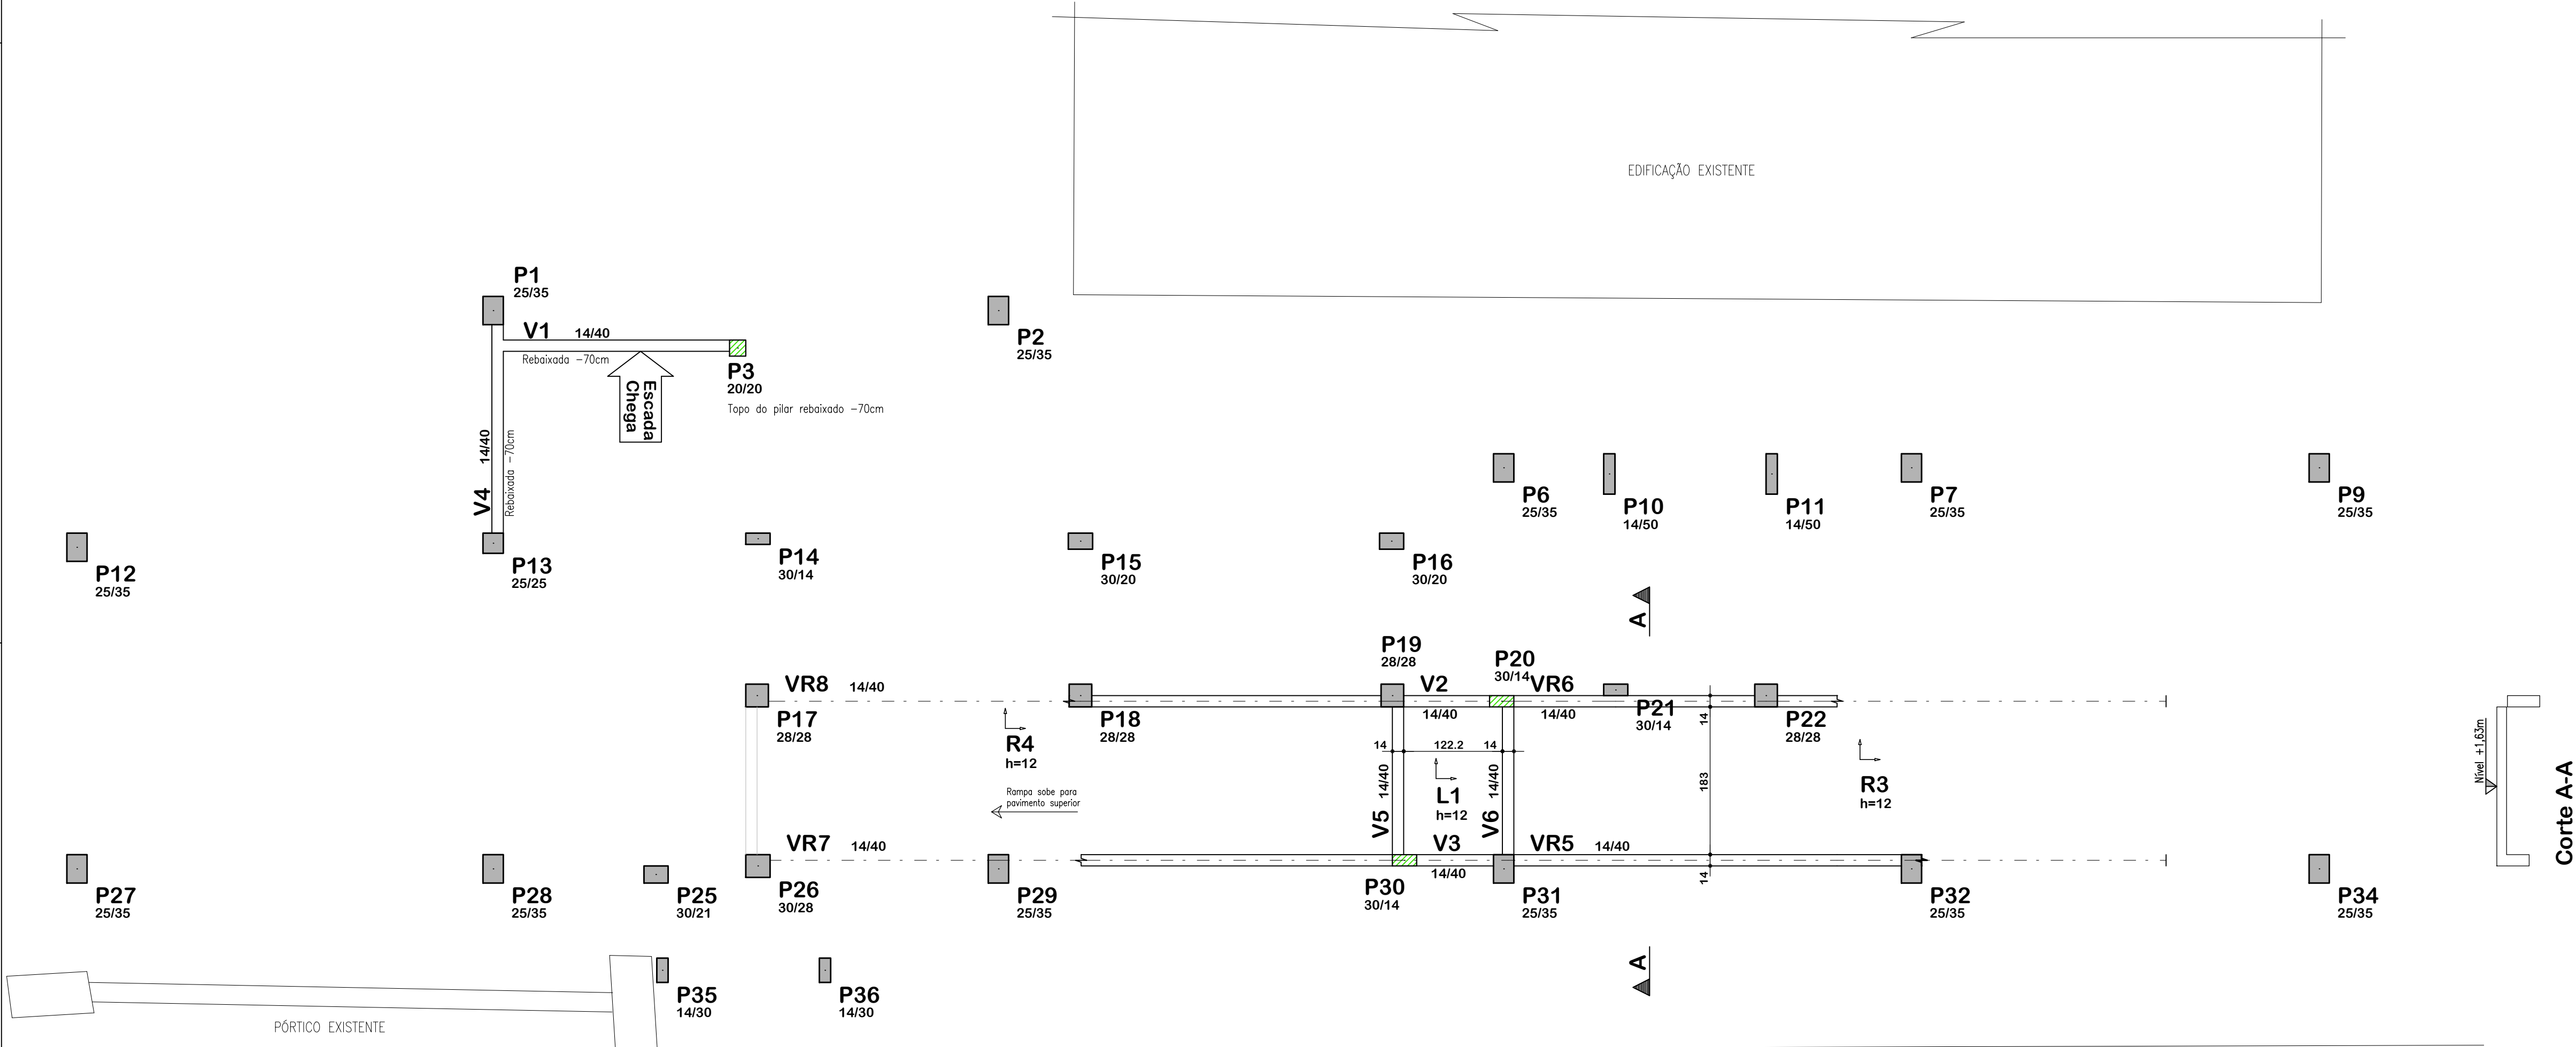 EDIFICAÇÃO EXISTENTE
P1
25/35
V1 14/40
Rebaixada -70cm
P3
20/20
Topo do pilar rebaixado -70cm
Escada
Chega
P2
25/35
14/40
V4
Rebaixada -70cm
P6
25/35
P10
14/50
P11
14/50
P7
25/35
P9
25/35
P12
25/35
P13
25/25
P14
30/14
P15
30/20
P16
30/20
A
P19
28/28
P20
30/14
VR8 14/40
V2
14/40
VR6
14/40
P17
28/28
P18
28/28
P21
30/14
14
P22
28/28
R4
h=12
14
122.2
14
Rampa sobe para
pavimento superior
14/40
V5
L1
h=12
14/40
V6
183
R3
h=12
Nível +1,63m
Corte A-A
VR7 14/40
V3
14/40
VR5 14/40
14
P27
25/35
P28
25/35
P25
30/21
P26
30/28
P29
25/35
P30
30/14
P31
25/35
P32
25/35
P34
25/35
A
P35
14/30
P36
14/30
PÓRTICO EXISTENTE